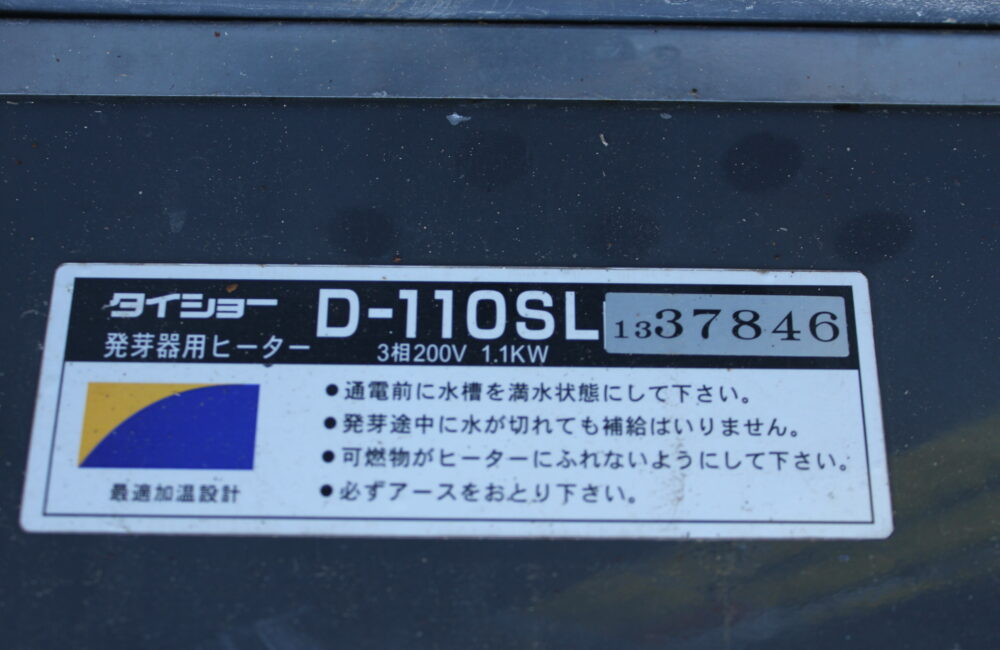 タイショー D-110SL 1337846
発芽器用ヒーター 3相200V 1.1KW
●通電前に水槽を満水状態にして下さい。
●発芽途中に水が切れても補給はいりません。
●可燃物がヒーターにふれないようにして下さい。
●必ずアースをおとり下さい。
最適加温設計